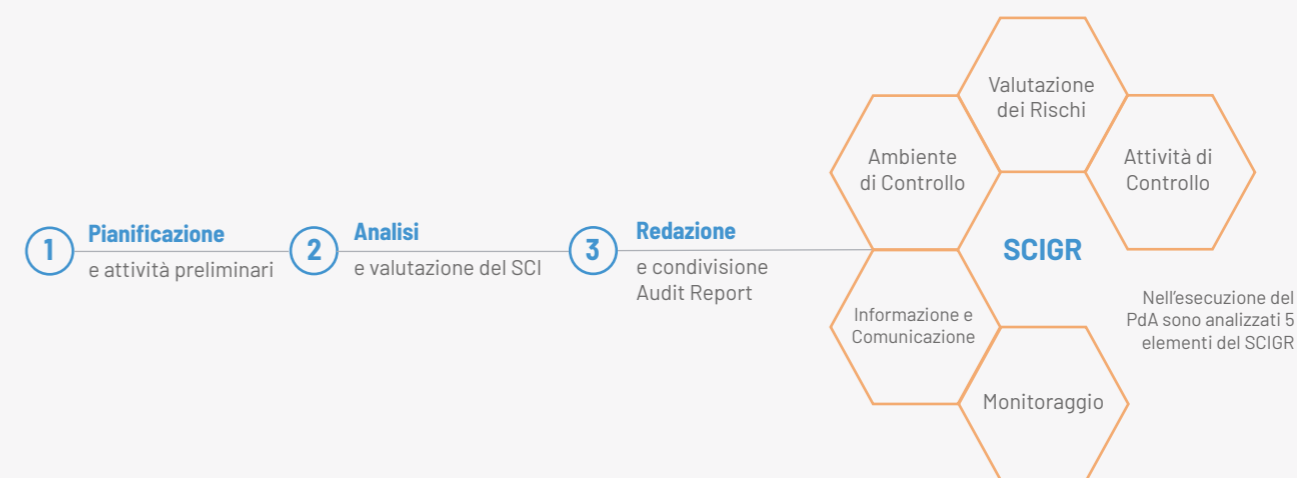 1
Pianificazione
e attività preliminari
2
Analisi
e valutazione del SCI
3
Redazione
e condivisione
Audit Report
Valutazione
dei Rischi
Ambiente
di Controllo
Attività di
Controllo
SCIGR
Informazione e
Comunicazione
Monitoraggio
Nell'esecuzione del
PdA sono analizzati 5
elementi del SCIGR